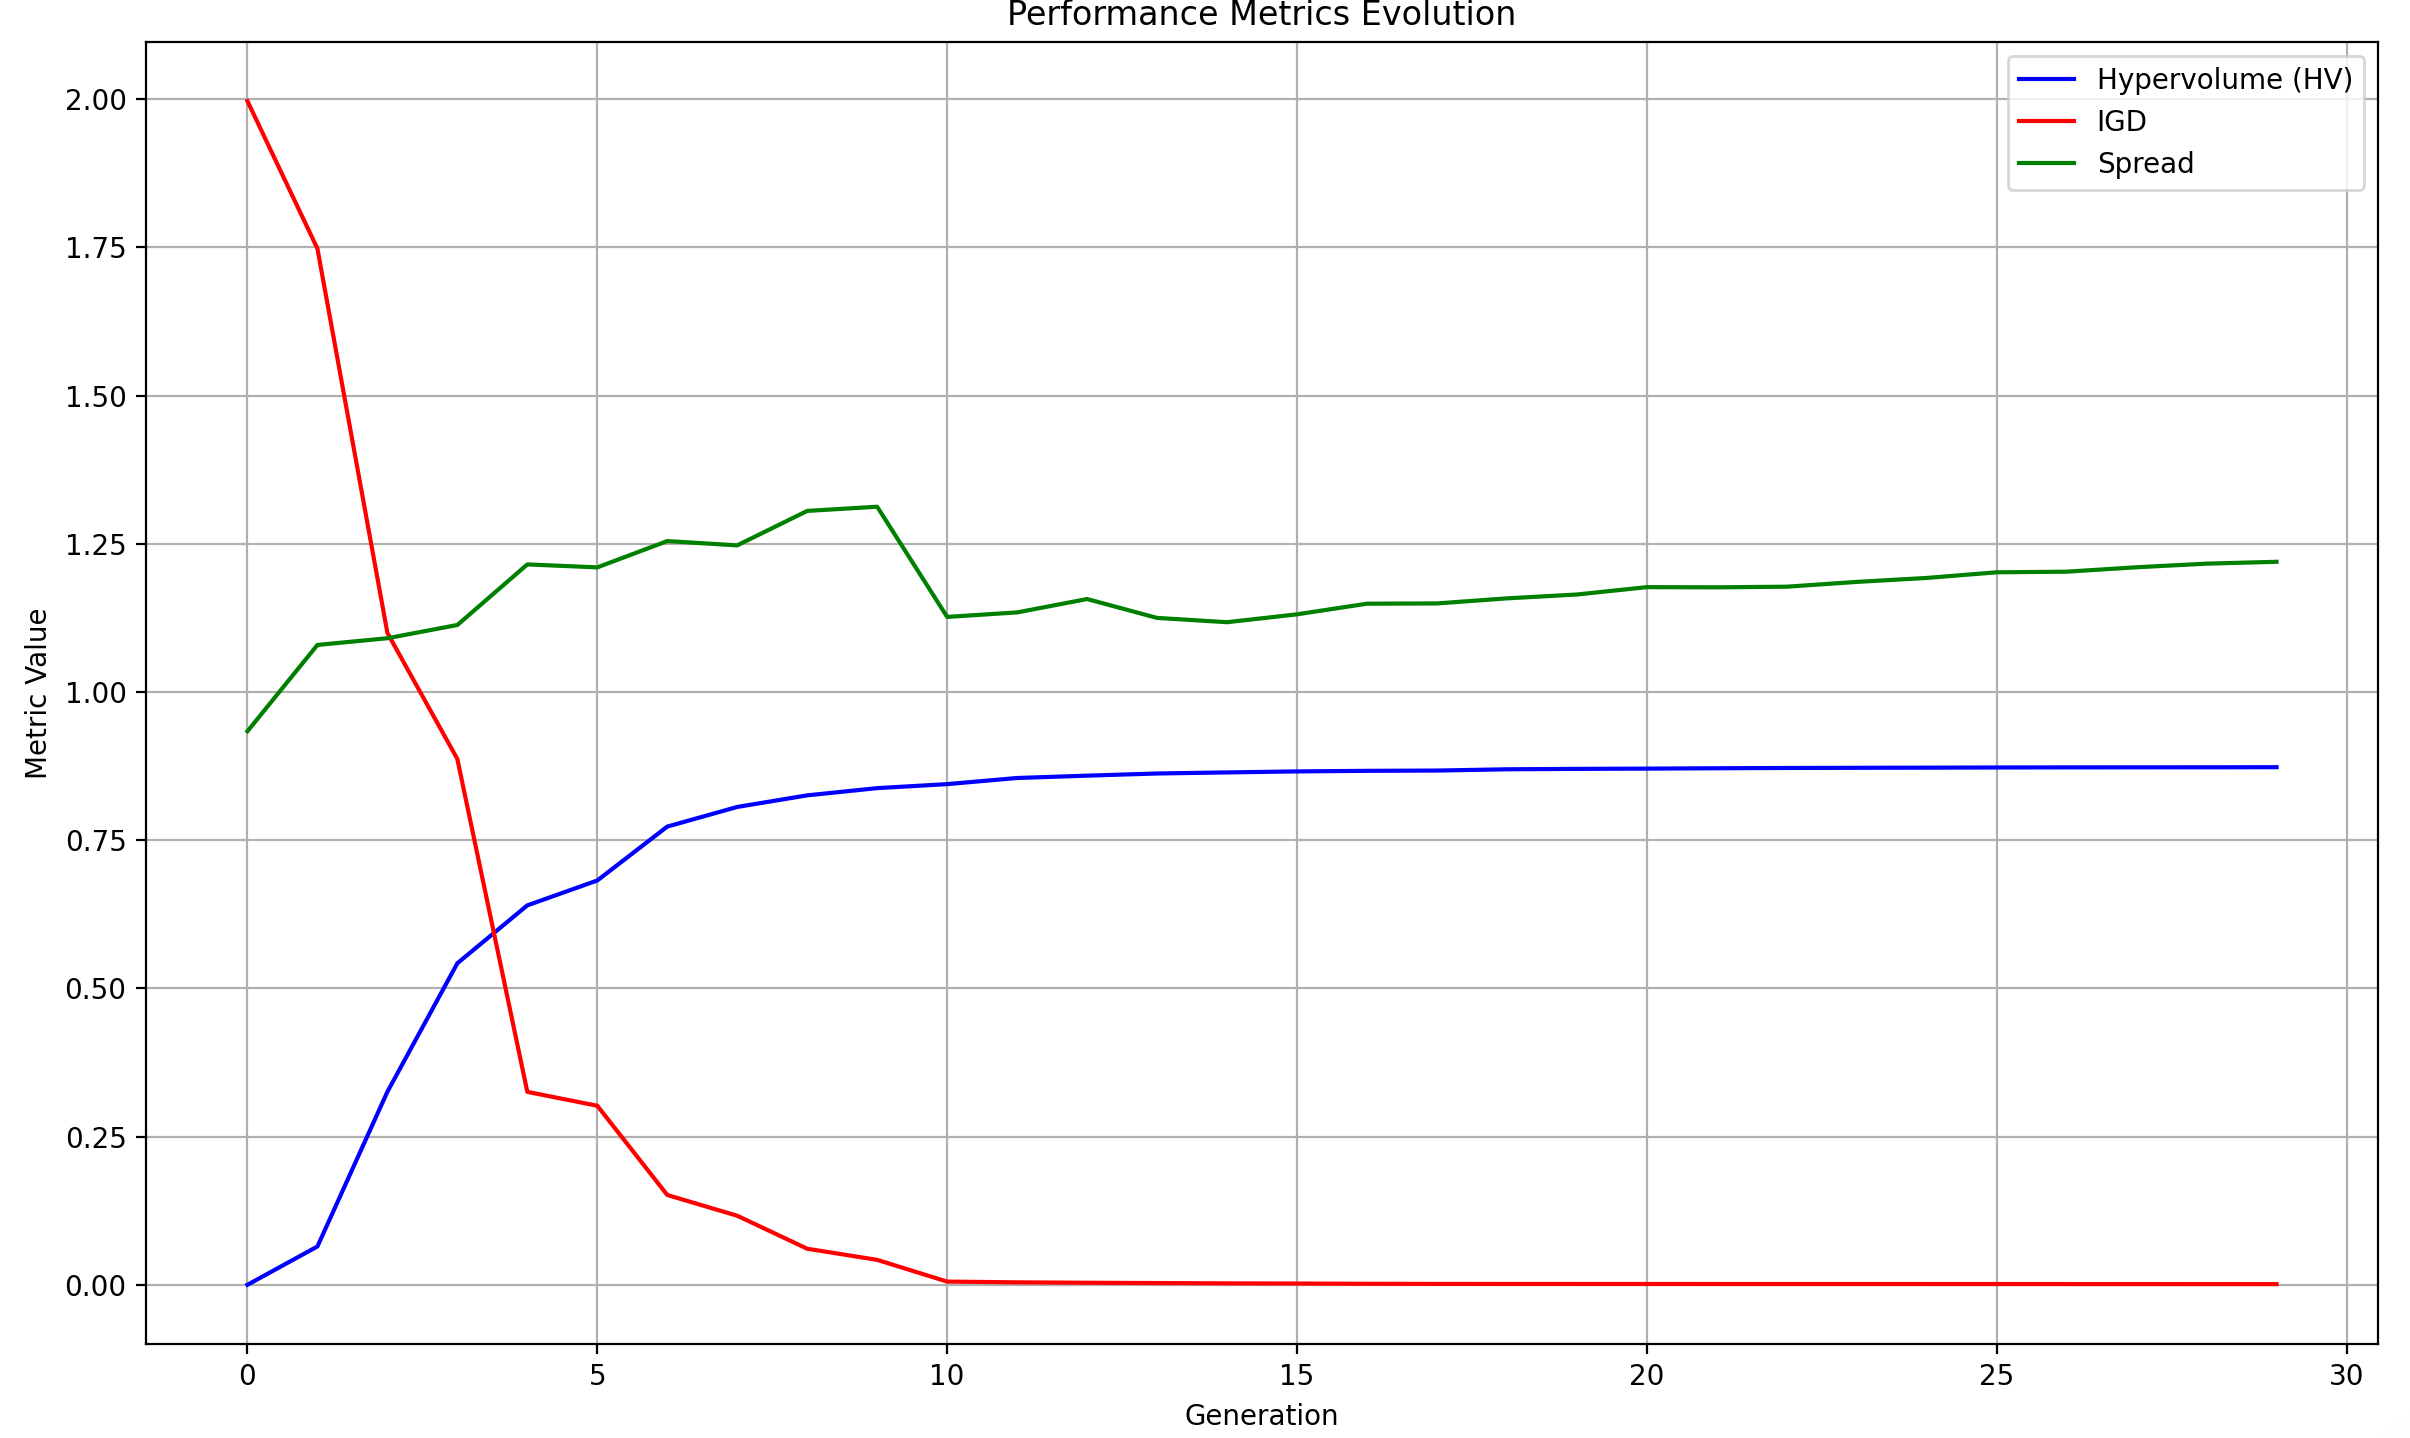 Performance Metrics Evolution
Hypervolume (HV)
IGD
Spread
2.00
1.75
1.50
1.25
1.00
0.75
0.50
0.25
0.00
Metric Value
0 5 10 15 20 25 30
Generation